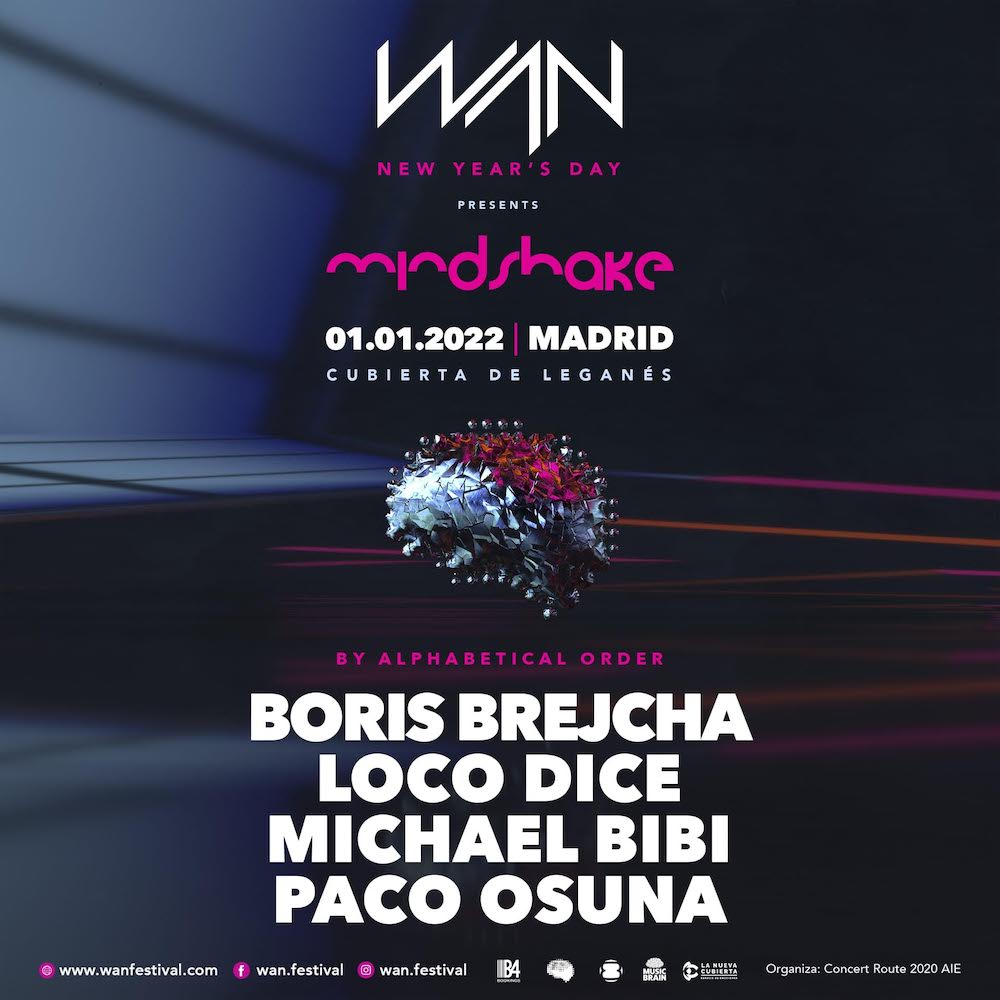 WAN
NEW YEAR'S DAY
PRESENTS
mindshake
01.01.2022 | MADRID
CUBIERTA DE LEGANÉS
BY ALPHABETICAL ORDER
BORIS BREJCHA
LOCO DICE
MICHAEL BIBI
PACO OSUNA
www.wanfestival.com wan.festival wan.festival B4 BOOKINGS MUSIC BRAIN LA NUEVA CUBIERTA Organiza: Concert Route 2020 AIE